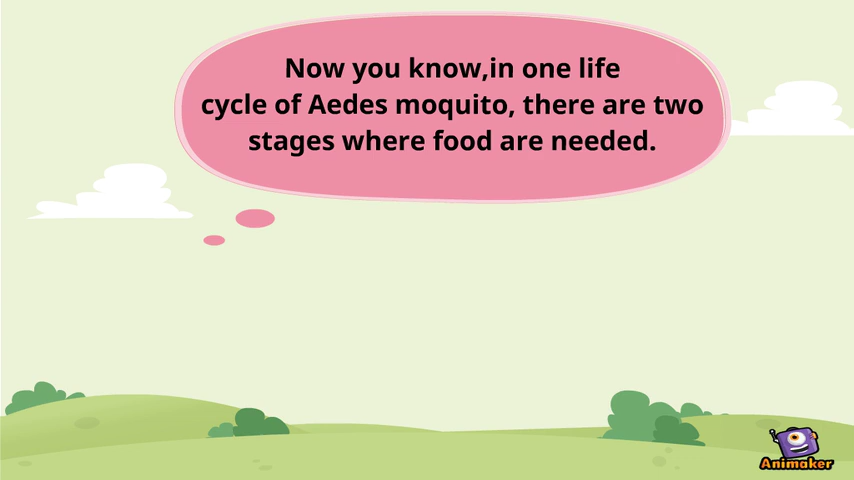 Now you know,in one life
cycle of Aedes moquito, there are two
stages where food are needed.
Animaker